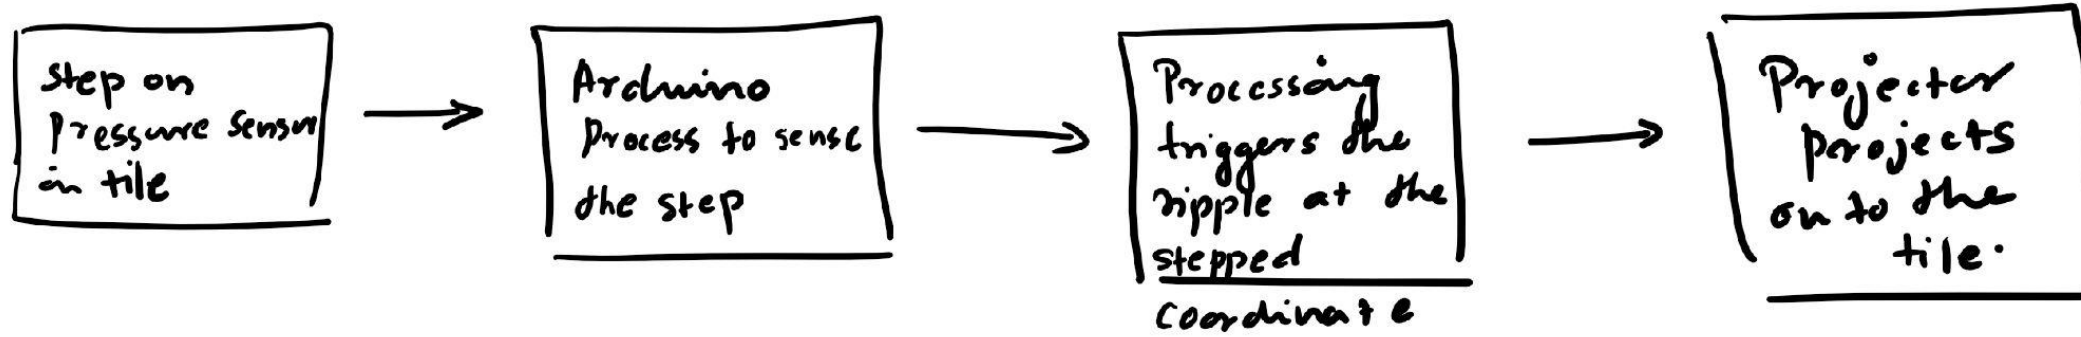 step on
Pressure Sensor
in tile
Arduino
Process to sense
the step
Processing
triggers the
ripple at the
stepped
coordinate
Projector
projects
on to the
tile.